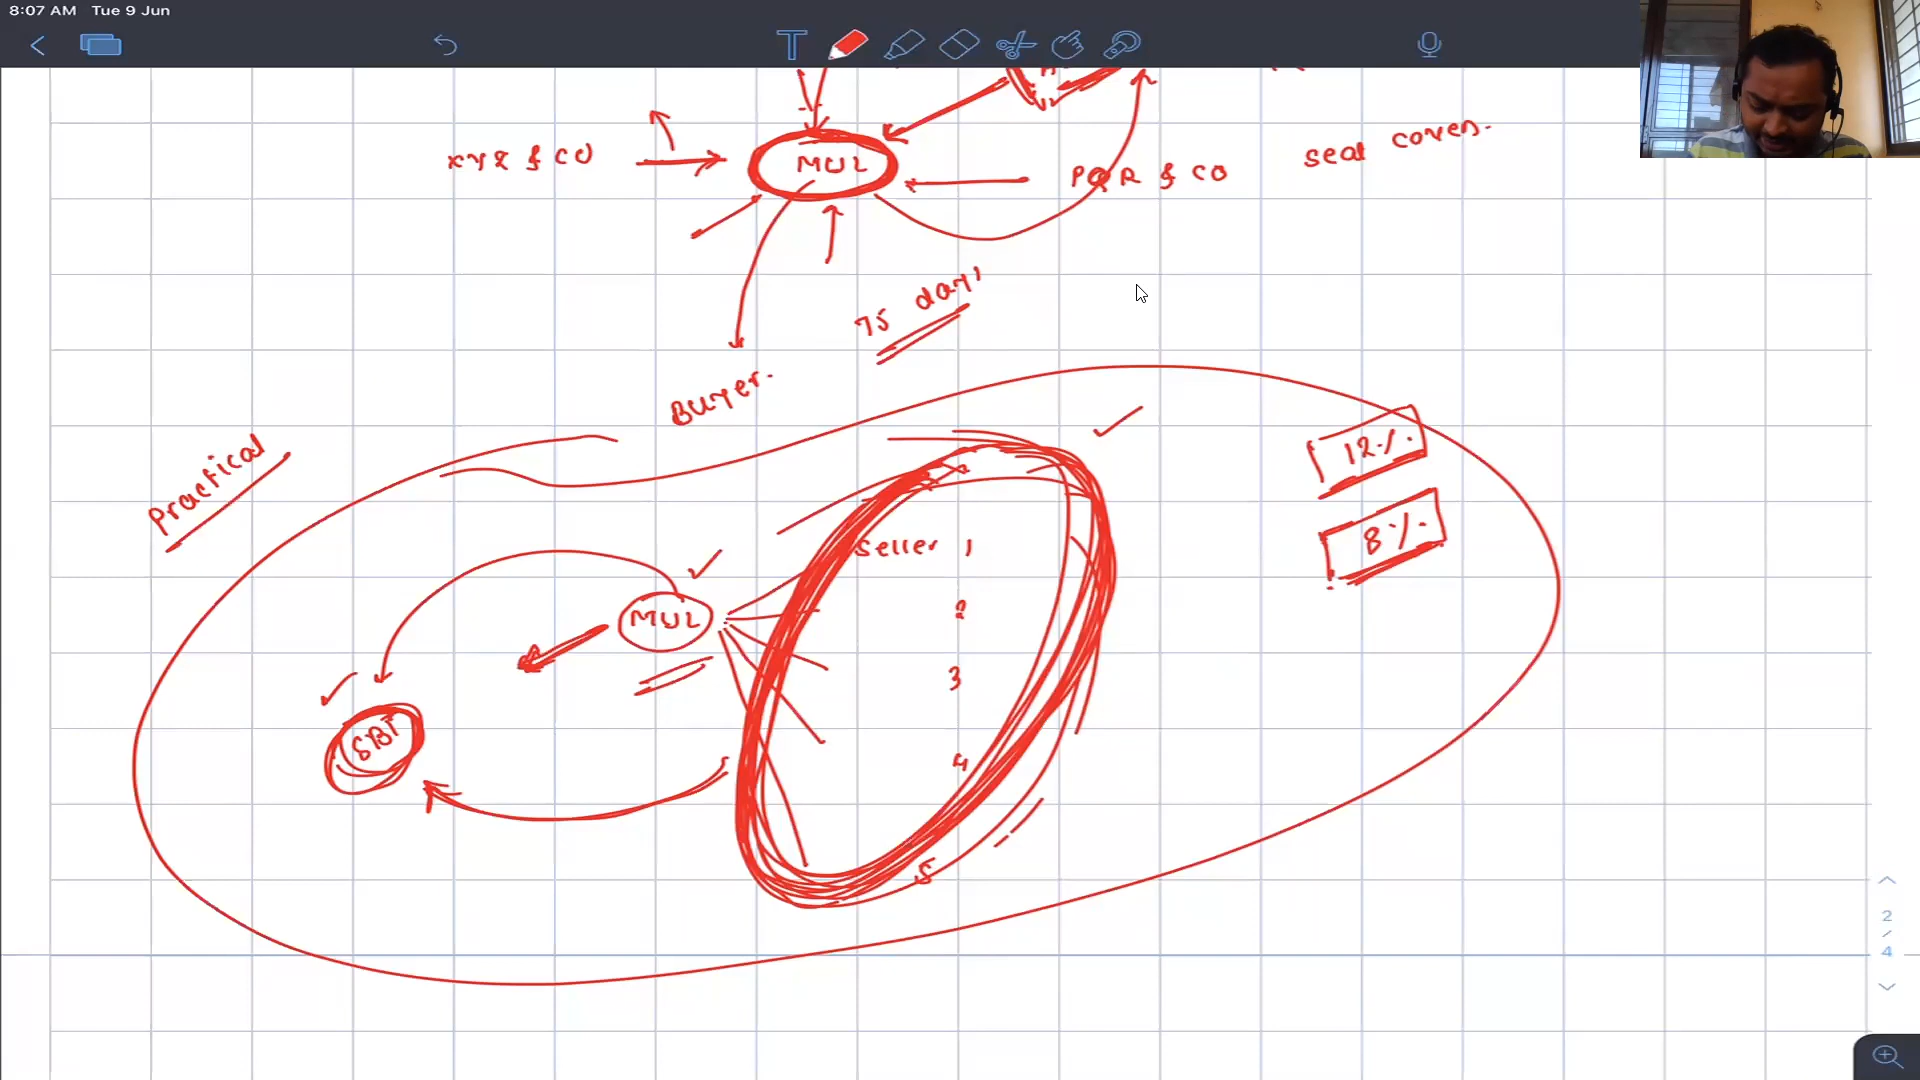 8:07 AM Tue 9 Jun
MUL
XYZ & CO
PQR & CO
seat covers.
75 days
Buyer.
Practical
12%.
8%.
seller 1
2
3
4
5
MUL
SBI
2
/
4